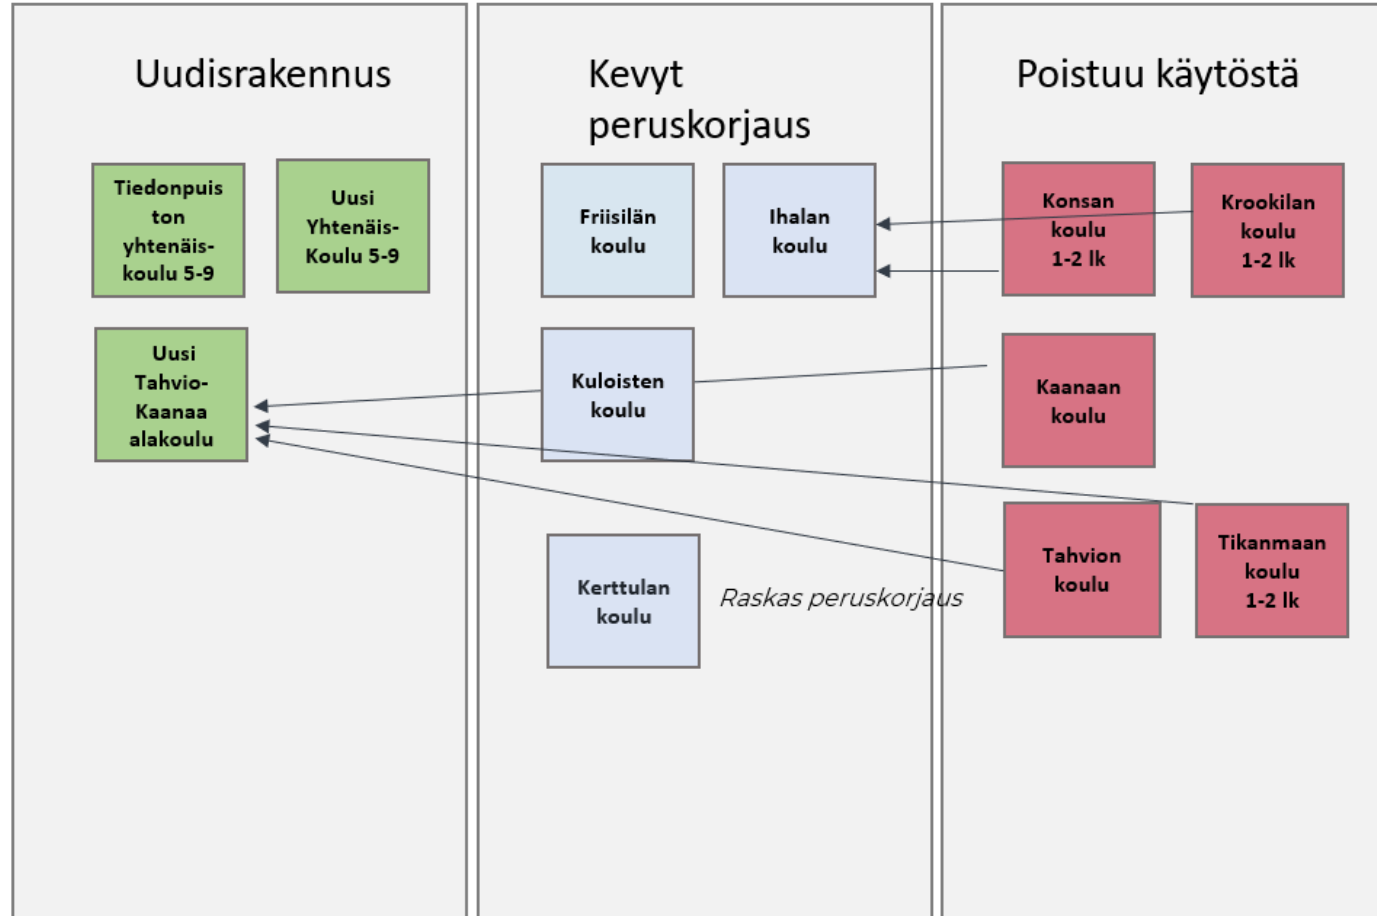 Uudisrakennus
Tiedonpuis
ton
yhtenäis-
koulu 5-9
Uusi
Yhtenäis-
Koulu 5-9
Uusi
Tahvio-
Kaanaa
alakoulu
Kevyt
peruskorjaus
Friisilän
koulu
Ihalan
koulu
Kuloisten
koulu
Kerttulan
koulu
Raskas peruskorjaus
Poistuu käytöstä
Konsan
koulu
1-2 lk
Krookilan
koulu
1-2 lk
Kaanaan
koulu
Tahvion
koulu
Tikanmaan
koulu
1-2 lk